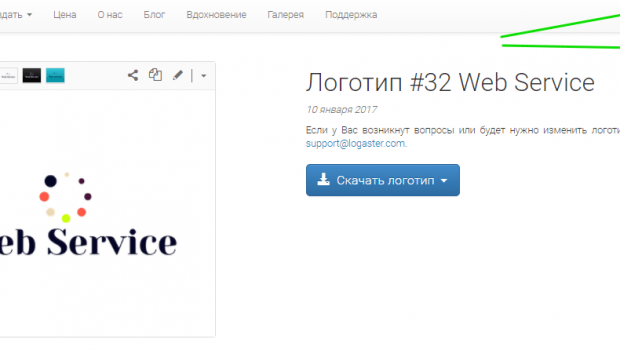 здать Цена О нас Блог Вдохновение Галерея Поддержка
Логотип #32 Web Service
10 января 2017
Если у Вас возникнут вопросы или будет нужно изменить логоти
support@logaster.com.
Скачать логотип
eb Service